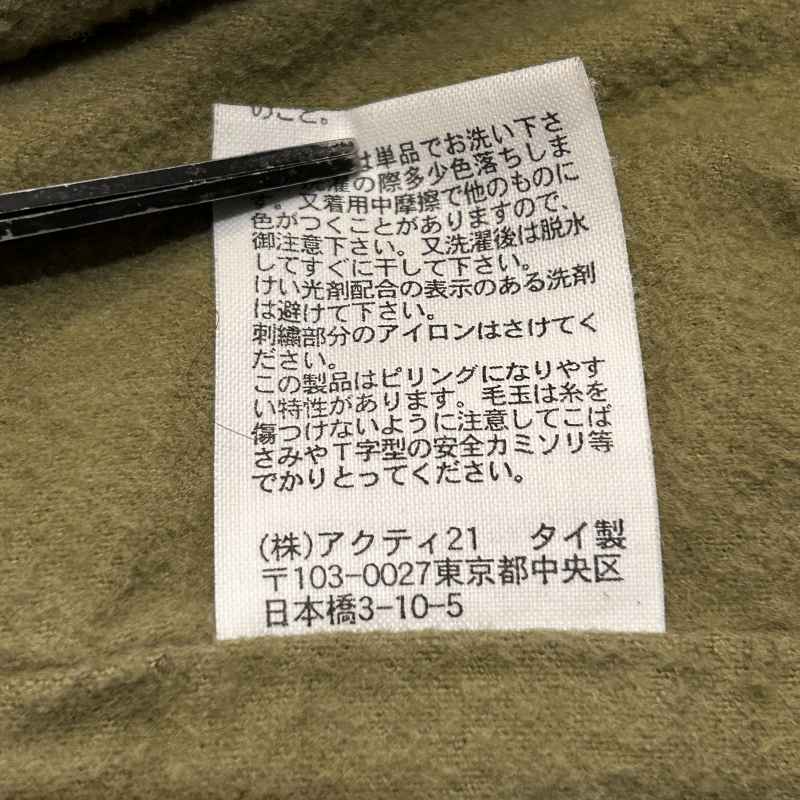 のこと。
は単品でお洗い下さ
の際多少色落ちしま
す。又着用中摩擦で他のものに
色がつくことがありますので、
御注意下さい。又洗濯後は脱水
してすぐに干して下さい。
けい光剤配合の表示のある洗剤
は避けて下さい。
刺繍部分のアイロンはさけてく
ださい。
この製品はピリングになりやす
い特性があります。毛玉は糸を
傷つけないように注意してこば
さみやT字型の安全カミソリ等
でかりとってください。
(株)アクティ21 タイ製
〒103-0027東京都中央区
日本橋3-10-5